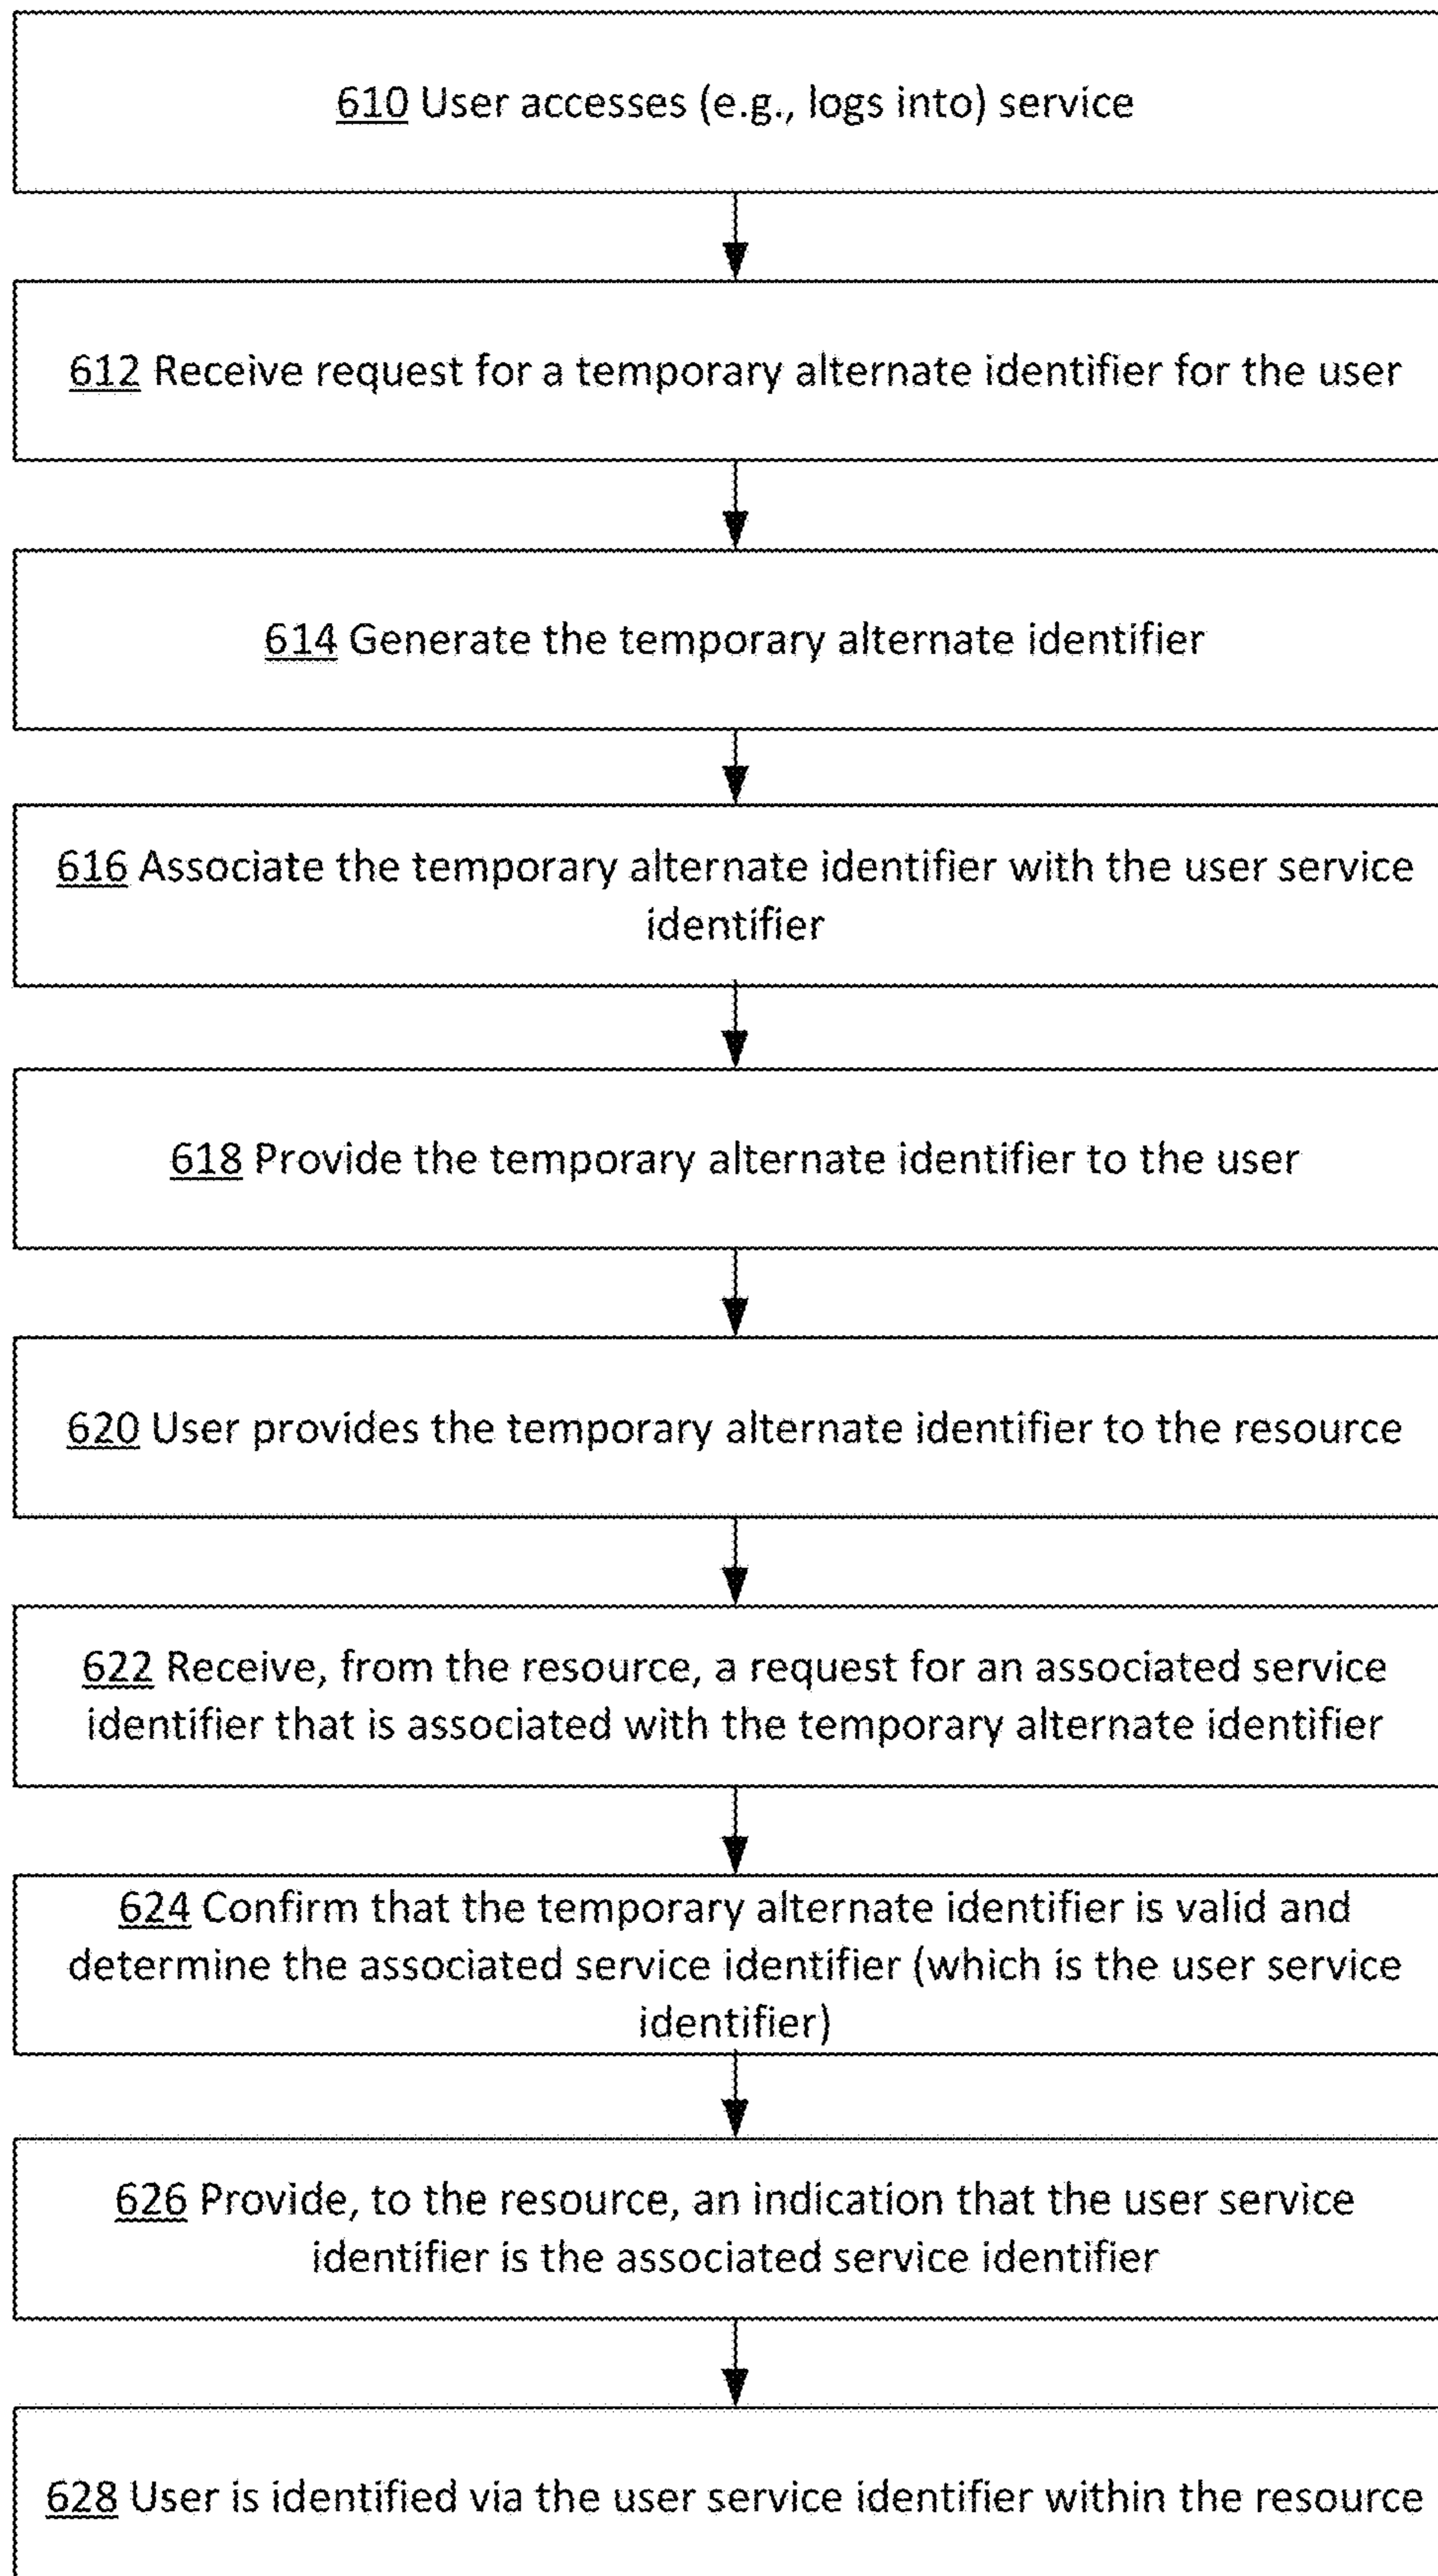 610 User accesses (e.g., logs into) service
612 Receive request for a temporary alternate identifier for the user
614 Generate the temporary alternate identifier
616 Associate the temporary alternate identifier with the user service
identifier
618 Provide the temporary alternate identifier to the user
620 User provides the temporary alternate identifier to the resource
622 Receive, from the resource, a request for an associated service
identifier that is associated with the temporary alternate identifier
624 Confirm that the temporary alternate identifier is valid and
determine the associated service identifier (which is the user service
identifier)
626 Provide, to the resource, an indication that the user service
identifier is the associated service identifier
628 User is identified via the user service identifier within the resource